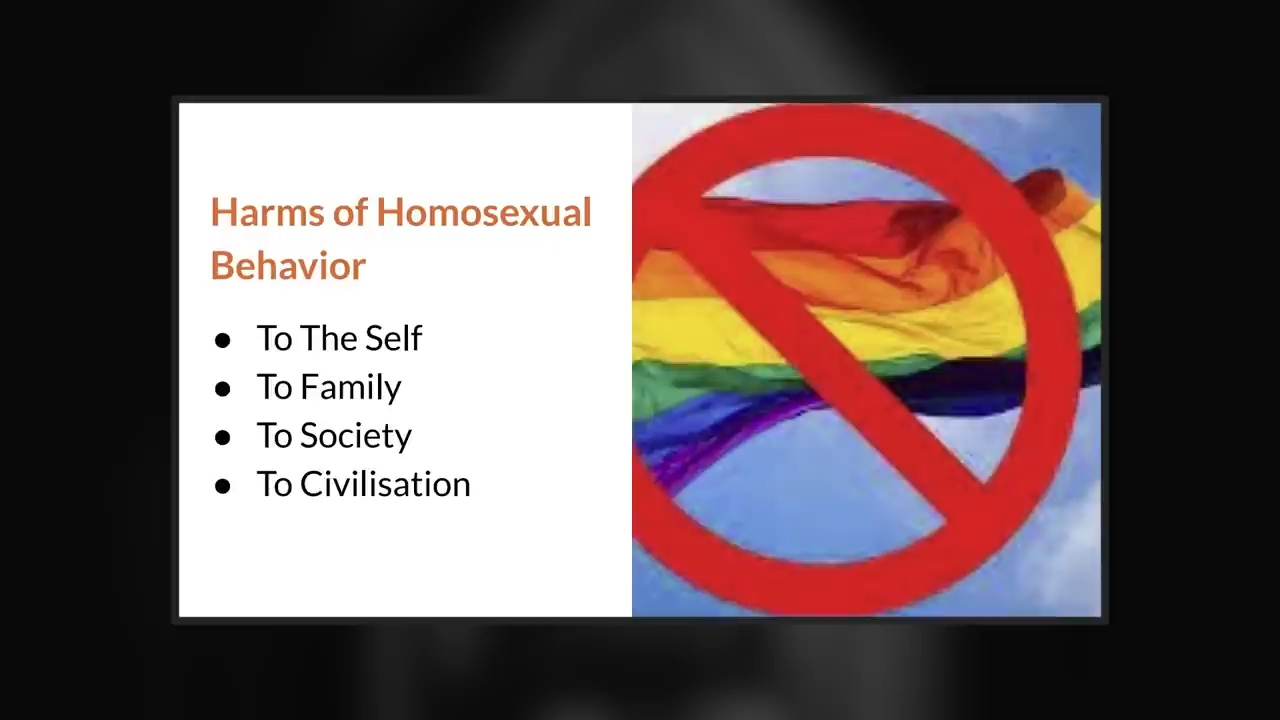 Harms of Homosexual
Behavior
● To The Self
● To Family
● To Society
● To Civilisation